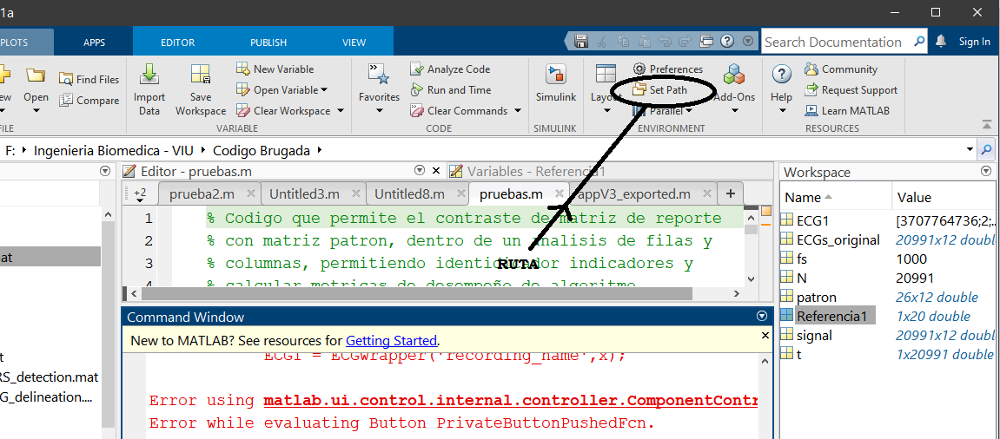 1a
PLOTS APPS EDITOR PUBLISH VIEW Search Documentation Sign In
Open Find Files Compare
Import Data
Save Workspace
New Variable
Open Variable
Clear Workspace
Favorites
Analyze Code
Run and Time
Clear Commands
Simulink
Layout
Preferences
Set Path
Parallel
Add-Ons
Help
Community
Request Support
Learn MATLAB
FILE VARIABLE CODE SIMULINK ENVIRONMENT RESOURCES
F: Ingenieria Biomedica - VIU Codigo Brugada
Editor - pruebas.m Variables - Referencia1
+2 prueba2.m Untitled3.m Untitled8.m pruebas.m appV3_exported.m +
1 % Codigo que permite el contraste de matriz de reporte
2 % con matriz patron, dentro de un analisis de filas y
3 % columnas, permitiendo identidicador indicadores y
4 % calcular metricas de desempeño de algoritmo
RUTA
at
t
RS_detection.mat
G_delineation....
Command Window
New to MATLAB? See resources for Getting Started.
ECG1 = ECGwrapper('recording_name',x);
Error using matlab.ui.control.internal.controller.ComponentContr
Error while evaluating Button PrivateButtonPushedFcn.
Workspace
Name Value
ECG1 [3707764736;2;..
ECGs_original 20991x12 doubl
fs 1000
N 20991
patron 26x12 double
Referencia1 1x20 double
signal 20991x12 doubl
t 1x20991 double